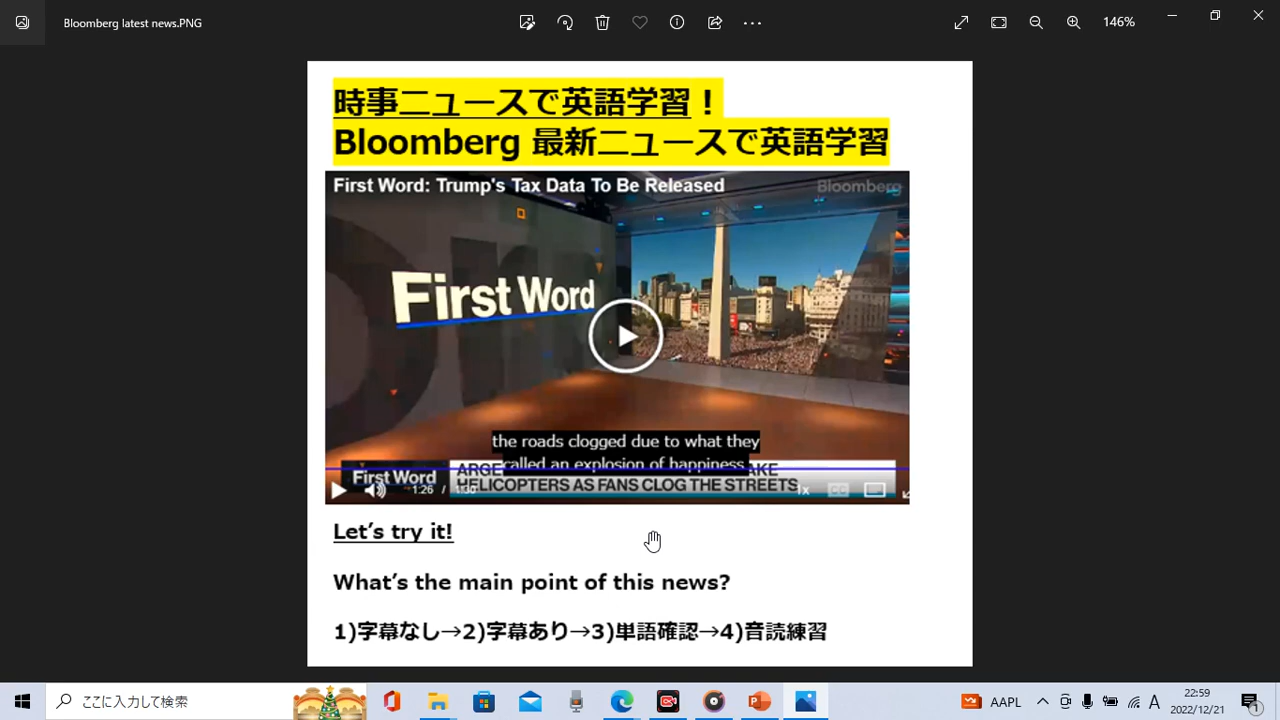 Bloomberg latest news.PNG
146%
時事ニュースで英語学習！
Bloomberg 最新ニュースで英語学習
First Word: Trump's Tax Data To Be Released
Bloomberg
First Word
the roads clogged due to what they
called an explosion of happiness
First Word
HELICOPTERS AS FANS CLOG THE STREETS
1:26 / 1:30
1x
CC
Let's try it!
What's the main point of this news?
1)字幕なし→2)字幕あり→3)単語確認→4)音読練習
ここに入力して検索
AAPL
A
22:59
2022/12/21
1